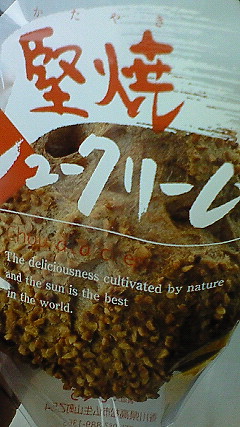 かたやき
堅焼
シュークリーム
The deliciousness cultivated by nature
and the sun is the best
in the world.